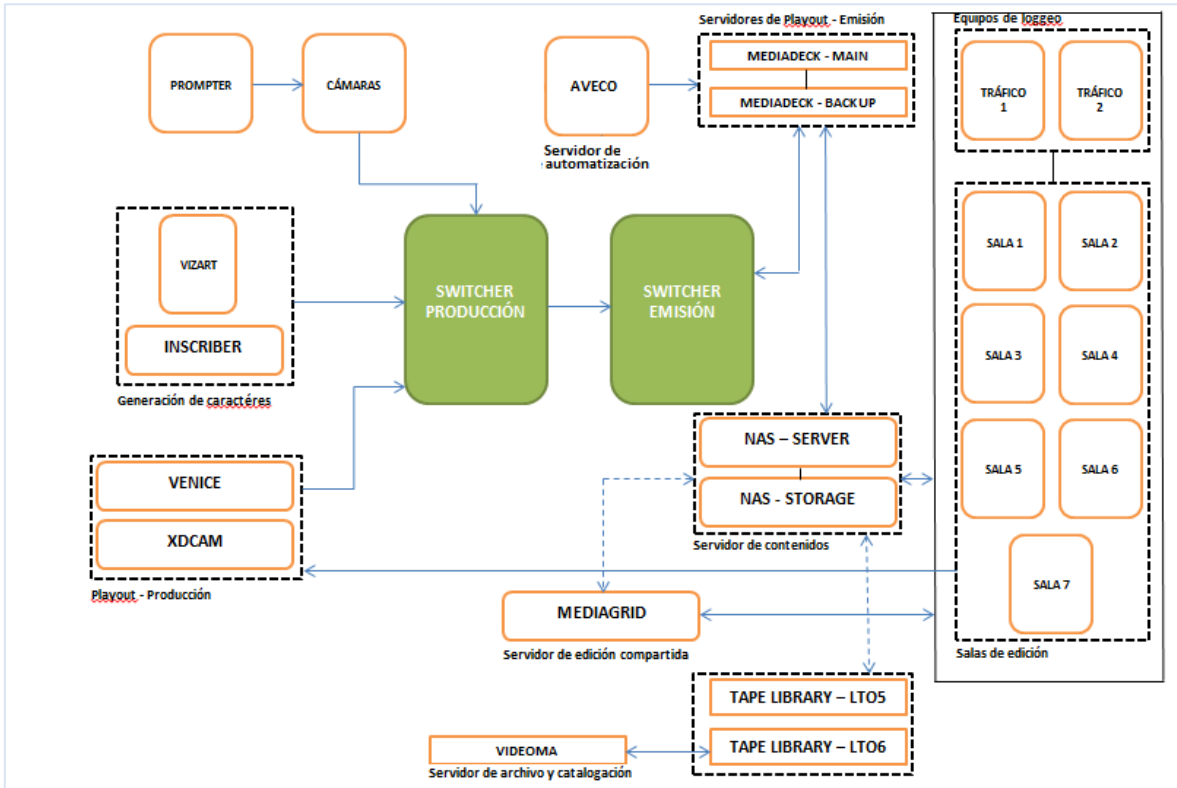 Servidores de Playout - Emisión
Equipos de loggeo
PROMPTER
CÁMARAS
AVECO
MEDIADECK - MAIN
MEDIADECK - BACKUP
TRÁFICO
1
TRÁFICO
2
Servidor de
automatización
VIZART
INSCRIBER
Generación de caractéres
SWITCHER
PRODUCCIÓN
SWITCHER
EMISIÓN
SALA 1
SALA 2
SALA 3
SALA 4
SALA 5
SALA 6
SALA 7
Salas de edición
VENICE
XDCAM
Playout - Producción
NAS – SERVER
NAS - STORAGE
Servidor de contenidos
MEDIAGRID
Servidor de edición compartida
TAPE LIBRARY – LTO5
TAPE LIBRARY – LTO6
VIDEOMA
Servidor de archivo y catalogación